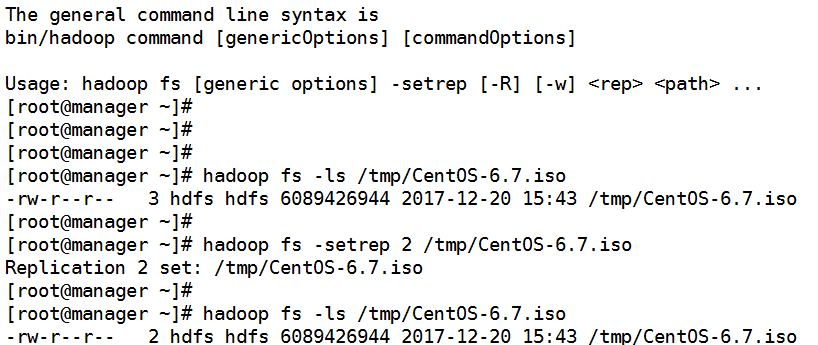 The general command line syntax is
bin/hadoop command [genericOptions] [commandOptions]
Usage: hadoop fs [generic options] -setrep [-R] [-w] <rep> <path> ...
[root@manager ~]#
[root@manager ~]#
[root@manager ~]#
[root@manager ~]# hadoop fs -ls /tmp/CentOS-6.7.iso
-rw-r--r--   3 hdfs hdfs 6089426944 2017-12-20 15:43 /tmp/CentOS-6.7.iso
[root@manager ~]#
[root@manager ~]# hadoop fs -setrep 2 /tmp/CentOS-6.7.iso
Replication 2 set: /tmp/CentOS-6.7.iso
[root@manager ~]#
[root@manager ~]# hadoop fs -ls /tmp/CentOS-6.7.iso
-rw-r--r--   2 hdfs hdfs 6089426944 2017-12-20 15:43 /tmp/CentOS-6.7.iso